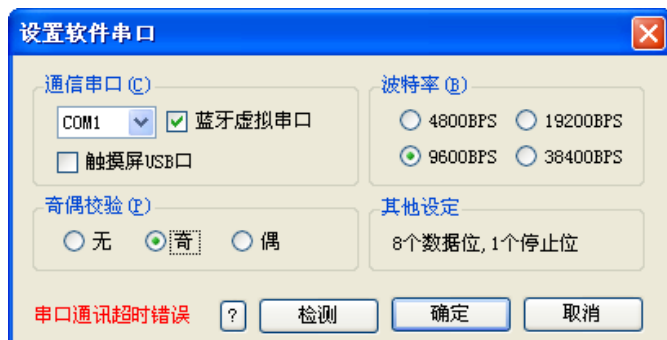 设置软件串口
通信串口(C)
COM1 蓝牙虚拟串口
触摸屏USB口
波特率(B)
4800BPS 19200BPS
9600BPS 38400BPS
奇偶校验(P)
无 奇 偶
其他设定
8个数据位,1个停止位
串口通讯超时错误 ? 检测 确定 取消